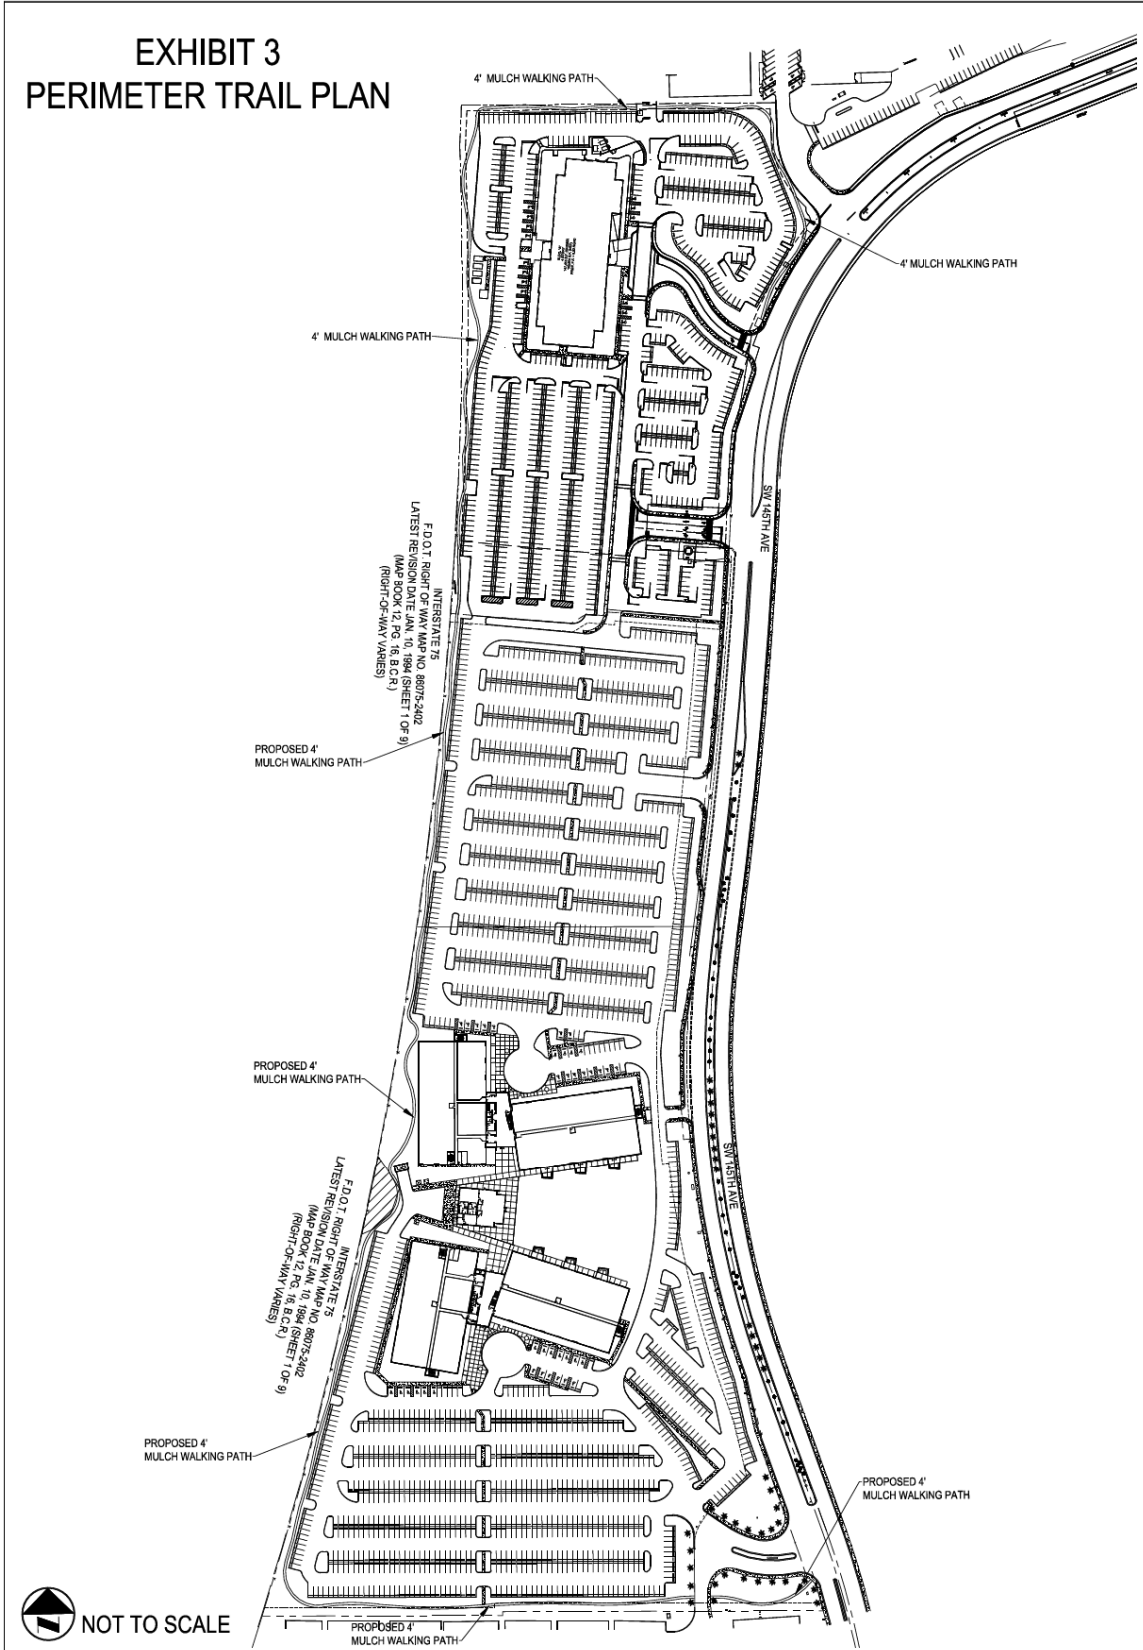 EXHIBIT 3
PERIMETER TRAIL PLAN
4' MULCH WALKING PATH
4' MULCH WALKING PATH
4' MULCH WALKING PATH
SW 145TH AVE
INTERSTATE 75
F.D.O.T. RIGHT OF WAY MAP NO. 86075-2402
LATEST REVISION DATE JAN. 10, 1994 (SHEET 1 OF 9)
(MAP BOOK 12, PG. 16, B.C.R.)
(RIGHT-OF-WAY VARIES)
PROPOSED 4'
MULCH WALKING PATH
PROPOSED 4'
MULCH WALKING PATH
SW 145TH AVE
INTERSTATE 75
F.D.O.T. RIGHT OF WAY MAP NO. 86075-2402
LATEST REVISION DATE JAN. 10, 1994 (SHEET 1 OF 9)
(MAP BOOK 12, PG. 16, B.C.R.)
(RIGHT-OF-WAY VARIES)
PROPOSED 4'
MULCH WALKING PATH
PROPOSED 4'
MULCH WALKING PATH
NOT TO SCALE
PROPOSED 4'
MULCH WALKING PATH